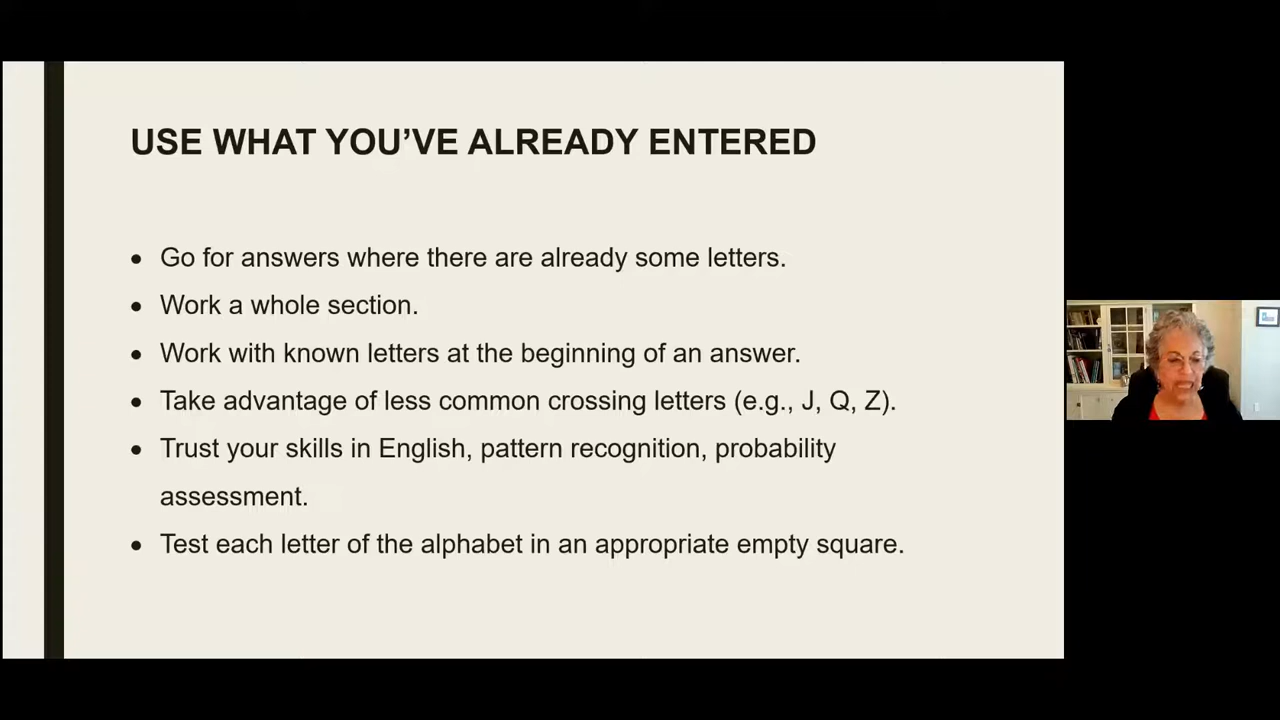 USE WHAT YOU’VE ALREADY ENTERED
• Go for answers where there are already some letters.
• Work a whole section.
• Work with known letters at the beginning of an answer.
• Take advantage of less common crossing letters (e.g., J, Q, Z).
• Trust your skills in English, pattern recognition, probability
assessment.
• Test each letter of the alphabet in an appropriate empty square.